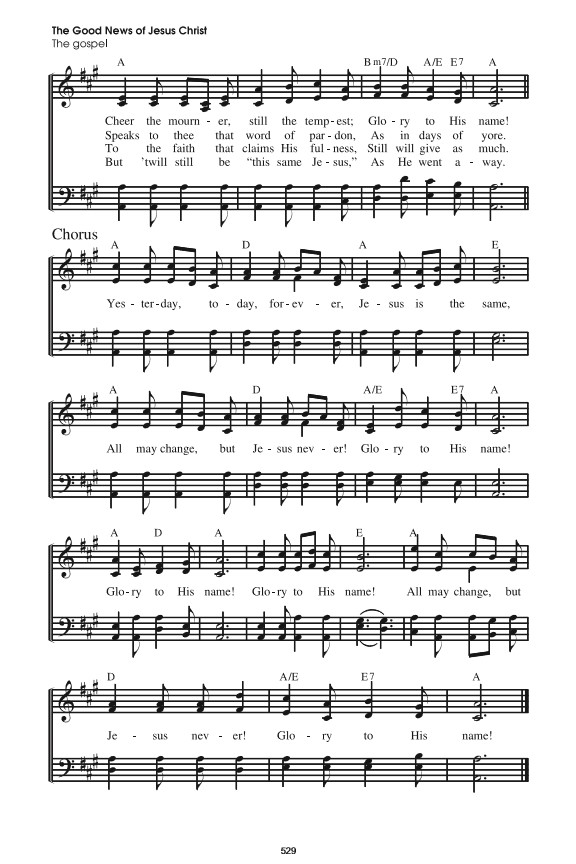 The Good News of Jesus Christ
The gospel
A Bm7/D A/E E7 A
Cheer the mourn - er, still the temp - est; Glo - ry to His name!
Speaks to thee that word of par - don, As in days of yore.
To the faith that claims His ful - ness, Still will give as much.
But ’twill still be “this same Je - sus,” As He went a - way.
Chorus
A D A E
Yes - ter-day, to - day, for-ev - er, Je - sus is the same,
A D A/E E7 A
All may change, but Je - sus nev - er! Glo - ry to His name!
A D A E A
Glo-ry to His name! Glo-ry to His name! All may change, but
D A/E E7 A
Je - sus nev - er! Glo - ry to His name!
529